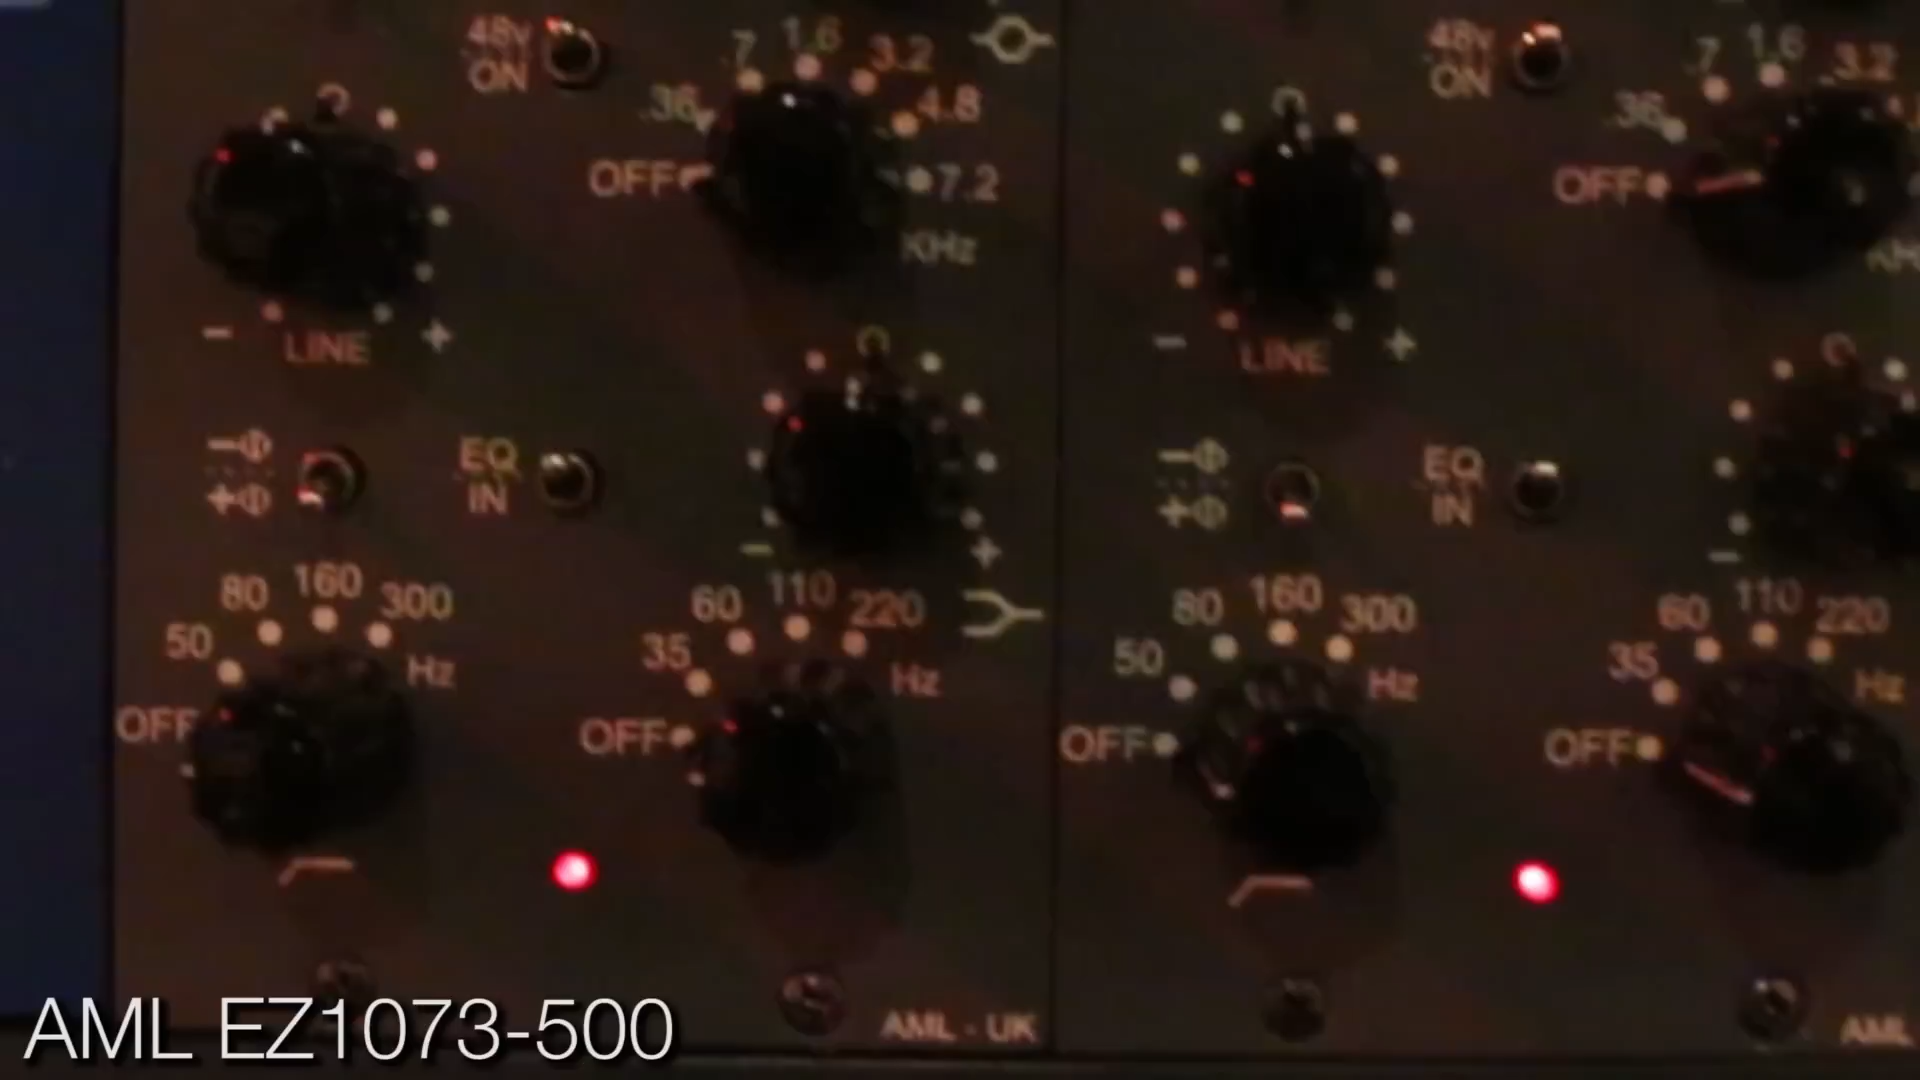 48v
ON
.7
1.6
3.2
.36
4.8
OFF
7.2
KHz
-
LINE
+
-Φ
+Φ
EQ
IN
-
+
50
80
160
300
Hz
OFF
35
60
110
220
Hz
OFF
AML - UK
48v
ON
.7
1.6
3.2
.36
OFF
-
LINE
+
-Φ
+Φ
EQ
IN
-
50
80
160
300
Hz
OFF
35
60
110
220
Hz
OFF
AML
AML EZ1073-500